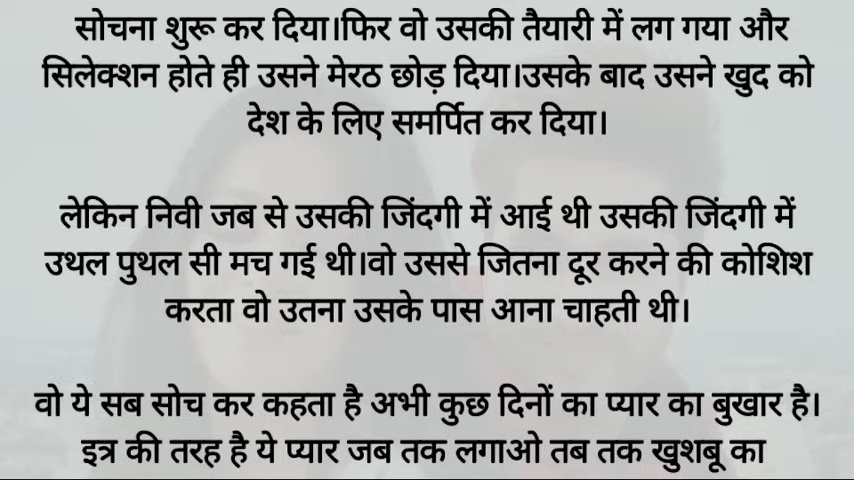 सोचना शुरू कर दिया।फिर वो उसकी तैयारी में लग गया और
सिलेक्शन होते ही उसने मेरठ छोड़ दिया।उसके बाद उसने खुद को
देश के लिए समर्पित कर दिया।
लेकिन निवी जब से उसकी जिंदगी में आई थी उसकी जिंदगी में
उथल पुथल सी मच गई थी।वो उससे जितना दूर करने की कोशिश
करता वो उतना उसके पास आना चाहती थी।
वो ये सब सोच कर कहता है अभी कुछ दिनों का प्यार का बुखार है।
इत्र की तरह है ये प्यार जब तक लगाओ तब तक खुशबू का